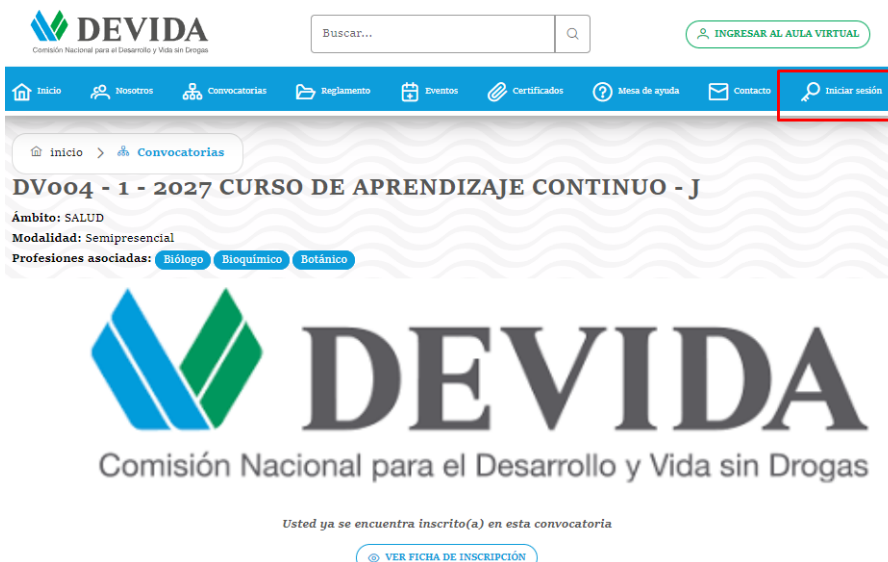 DEVIDA
Comisión Nacional para el Desarrollo y Vida sin Drogas
Buscar...
INGRESAR AL AULA VIRTUAL
Inicio
Nosotros
Convocatorias
Reglamento
Eventos
Certificados
Mesa de ayuda
Contacto
Iniciar sesión
inicio > Convocatorias
DV004 - 1 - 2027 CURSO DE APRENDIZAJE CONTINUO - J
Ámbito: SALUD
Modalidad: Semipresencial
Profesiones asociadas: Biólogo Bioquímico Botánico
DEVIDA
Comisión Nacional para el Desarrollo y Vida sin Drogas
Usted ya se encuentra inscrito(a) en esta convocatoria
VER FICHA DE INSCRIPCIÓN